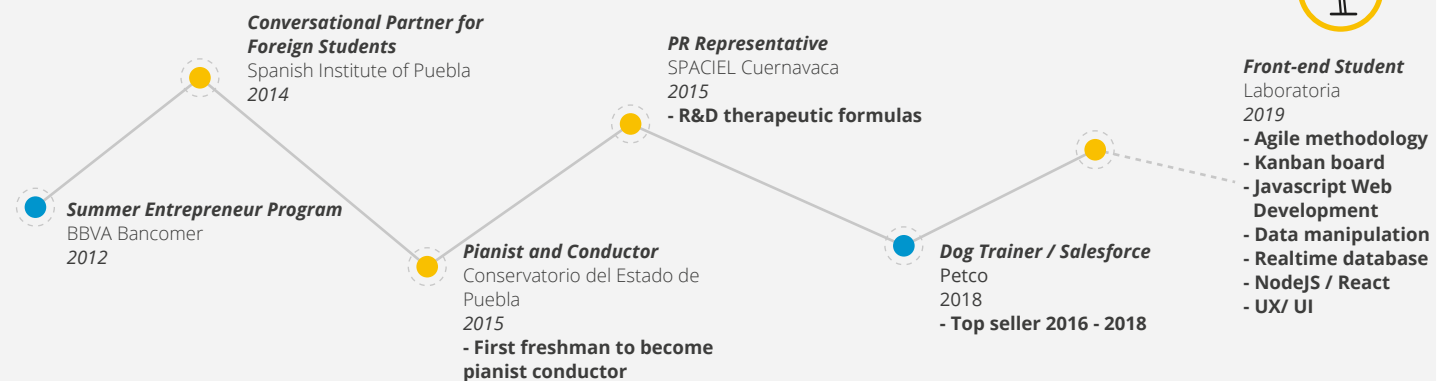 Conversational Partner for
Foreign Students
Spanish Institute of Puebla
2014
Summer Entrepreneur Program
BBVA Bancomer
2012
Pianist and Conductor
Conservatorio del Estado de
Puebla
2015
- First freshman to become
pianist conductor
PR Representative
SPACIEL Cuernavaca
2015
- R&D therapeutic formulas
Dog Trainer / Salesforce
Petco
2018
- Top seller 2016 - 2018
Front-end Student
Laboratoria
2019
- Agile methodology
- Kanban board
- Javascript Web
Development
- Data manipulation
- Realtime database
- NodeJS / React
- UX/ UI